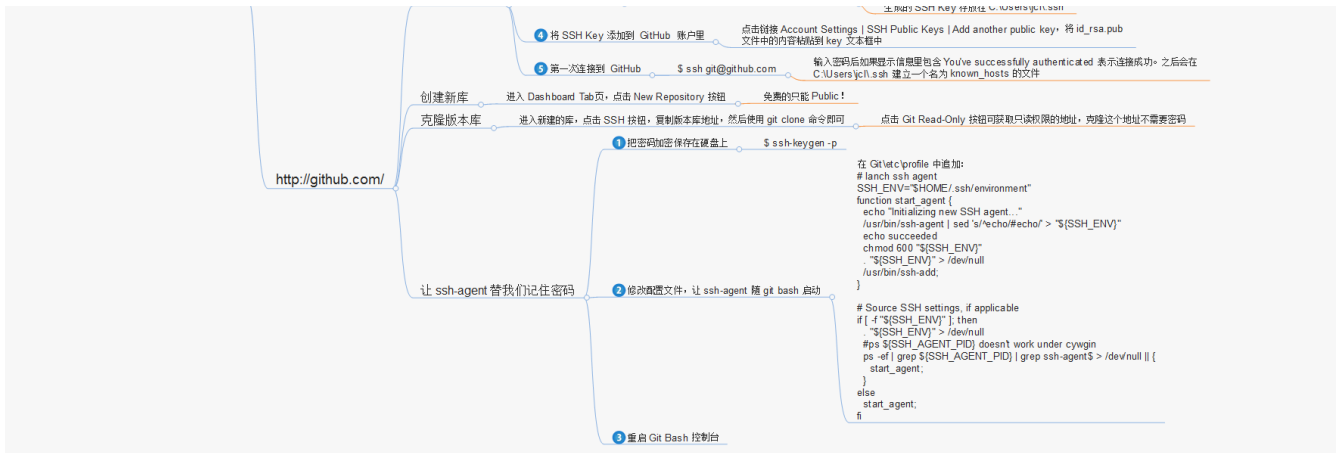 生成的 SSH Key 存放在 C:\Users\jcl\.ssh
4 将 SSH Key 添加到 GitHub 账户里
点击链接 Account Settings | SSH Public Keys | Add another public key，将 id_rsa.pub
文件中的内容粘贴到 key 文本框中
5 第一次连接到 GitHub
$ ssh git@github.com
输入密码后如果显示信息里包含 You've successfully authenticated 表示连接成功。之后会在
C:\Users\jcl\.ssh 建立一个名为 known_hosts 的文件
创建新库
进入 Dashboard Tab页，点击 New Repository 按钮
免费的只能 Public！
克隆版本库
进入新建的库，点击 SSH 按钮，复制版本库地址，然后使用 git clone 命令即可
点击 Git Read-Only 按钮可获取只读权限的地址，克隆这个地址不需要密码
http://github.com/
让 ssh-agent 替我们记住密码
1 把密码加密保存在硬盘上
$ ssh-keygen -p
2 修改配置文件，让 ssh-agent 随 git bash 启动
在 Git\etc\profile 中追加：
# lanch ssh agent
SSH_ENV="$HOME/.ssh/environment"
function start_agent {
echo "Initializing new SSH agent..."
/usr/bin/ssh-agent | sed 's/^echo/#echo/' > "${SSH_ENV}"
echo succeeded
chmod 600 "${SSH_ENV}"
. "${SSH_ENV}" > /dev/null
/usr/bin/ssh-add;
}
# Source SSH settings, if applicable
if [ -f "${SSH_ENV}" ]; then
. "${SSH_ENV}" > /dev/null
#ps ${SSH_AGENT_PID} doesn't work under cywgin
ps -ef | grep ${SSH_AGENT_PID} | grep ssh-agent$ > /dev/null || {
start_agent;
}
else
start_agent;
fi
3 重启 Git Bash 控制台